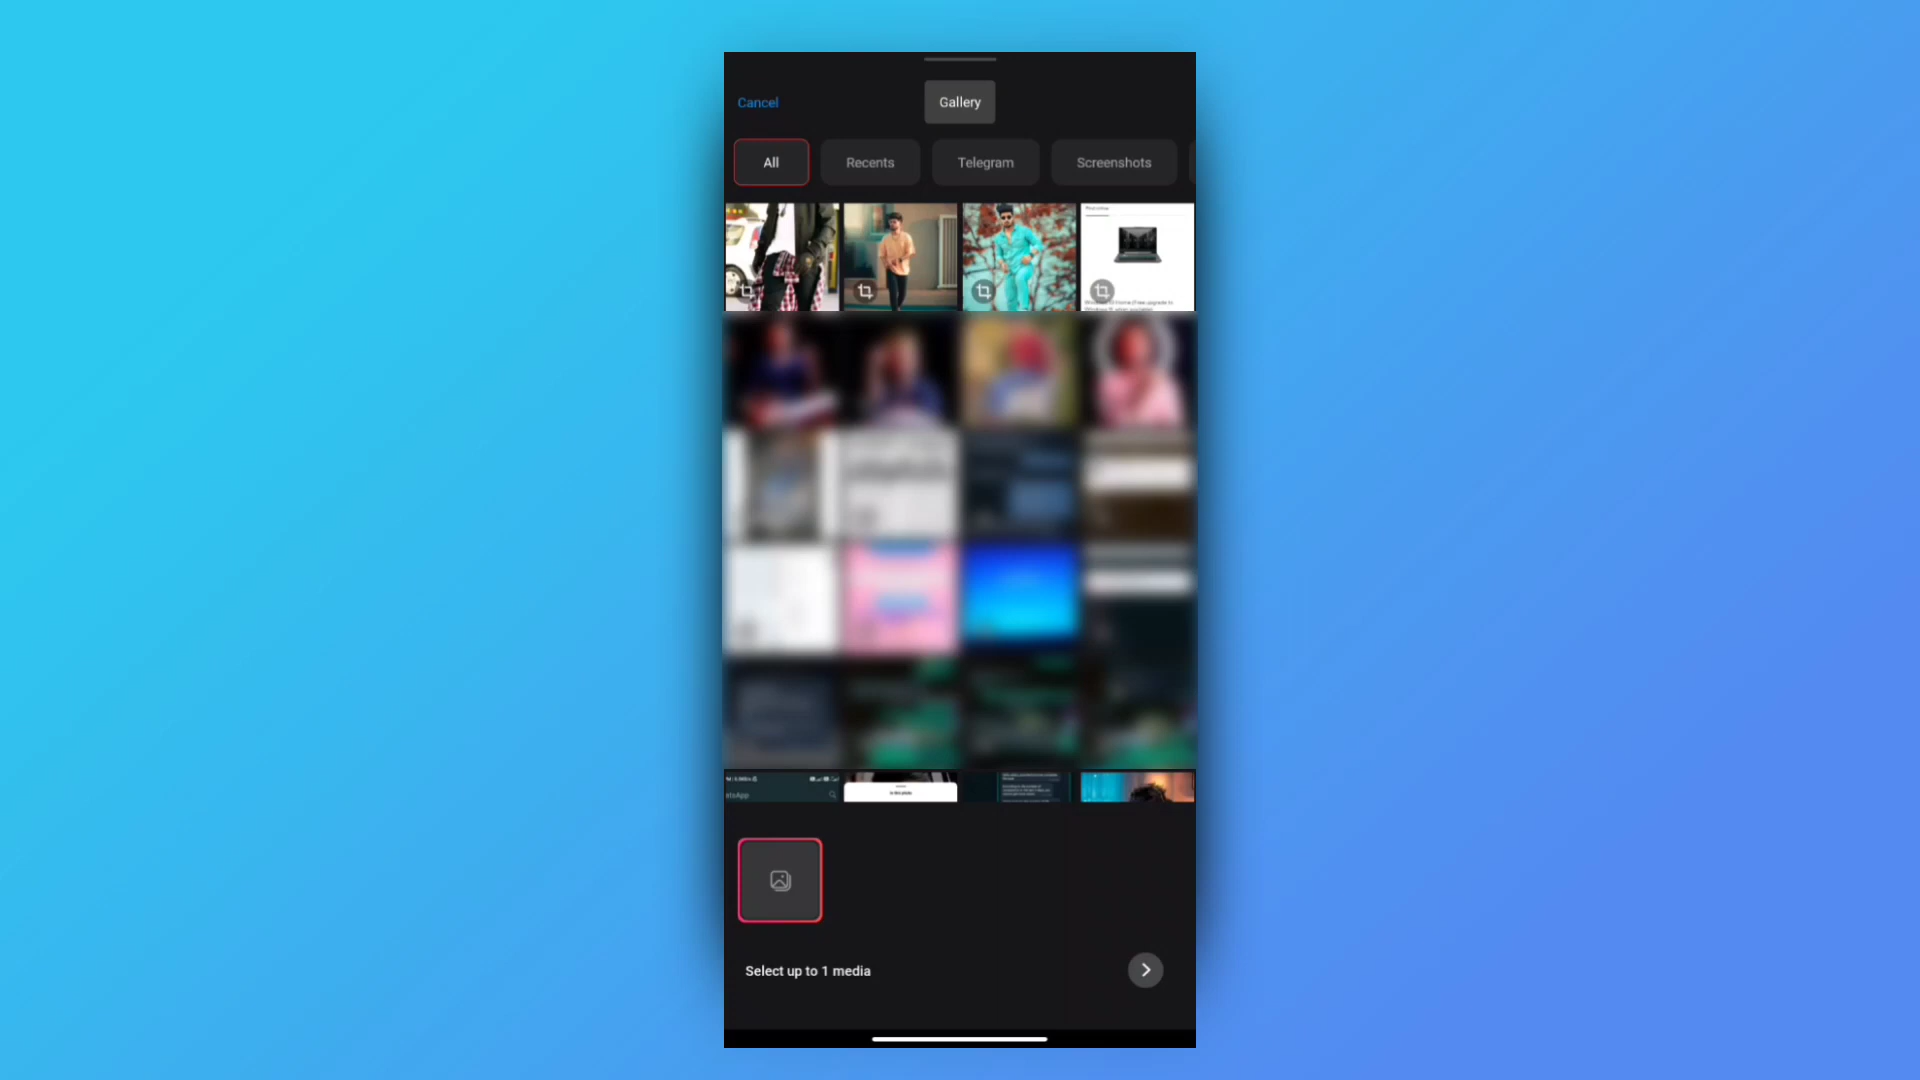 Cancel
Gallery
All
Recents
Telegram
Screenshots
Select up to 1 media